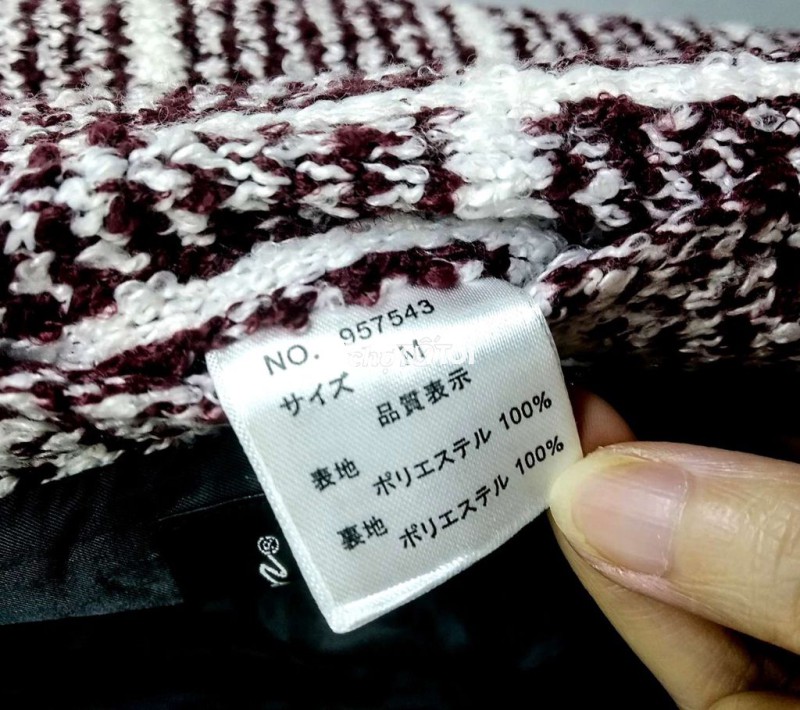 NO. 957543
サイズ M
品質表示
表地 ポリエステル 100%
裏地 ポリエステル 100%